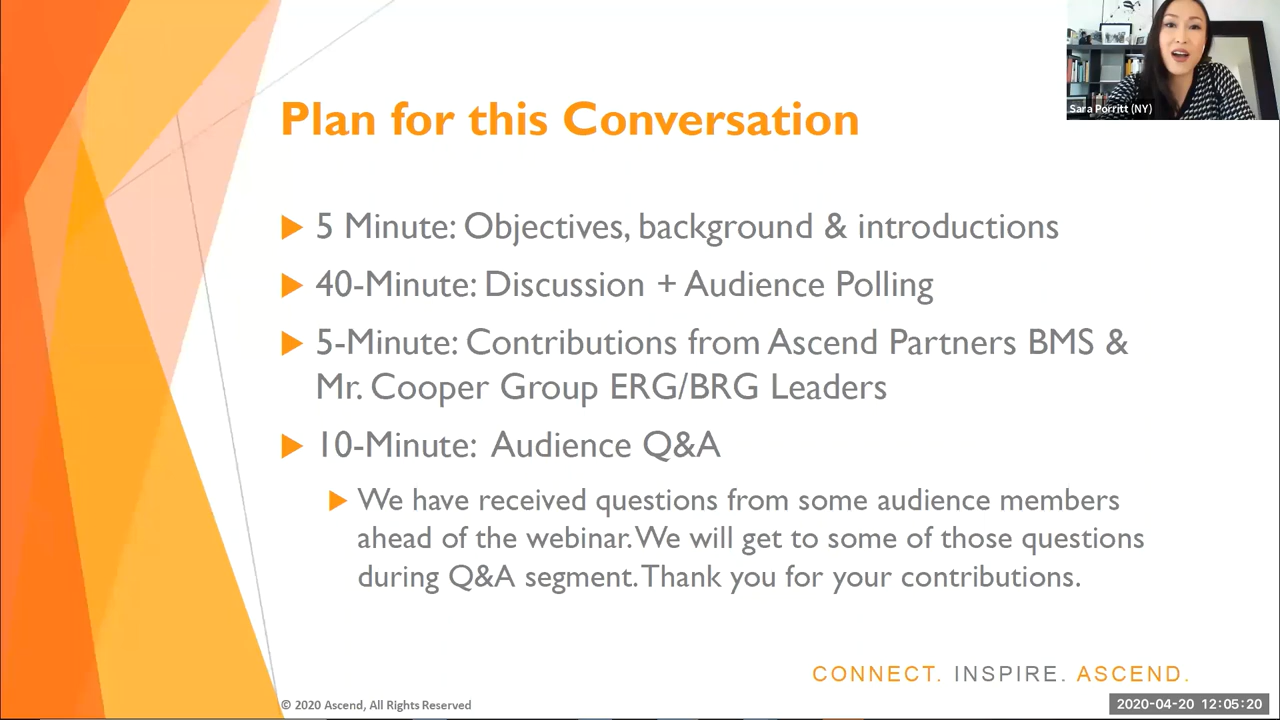 Sara Porritt (NY)
Plan for this Conversation
5 Minute: Objectives, background & introductions
40-Minute: Discussion + Audience Polling
5-Minute: Contributions from Ascend Partners BMS &
Mr. Cooper Group ERG/BRG Leaders
10-Minute: Audience Q&A
We have received questions from some audience members
ahead of the webinar. We will get to some of those questions
during Q&A segment. Thank you for your contributions.
CONNECT. INSPIRE. ASCEND.
© 2020 Ascend, All Rights Reserved
2020-04-20 12:05:20